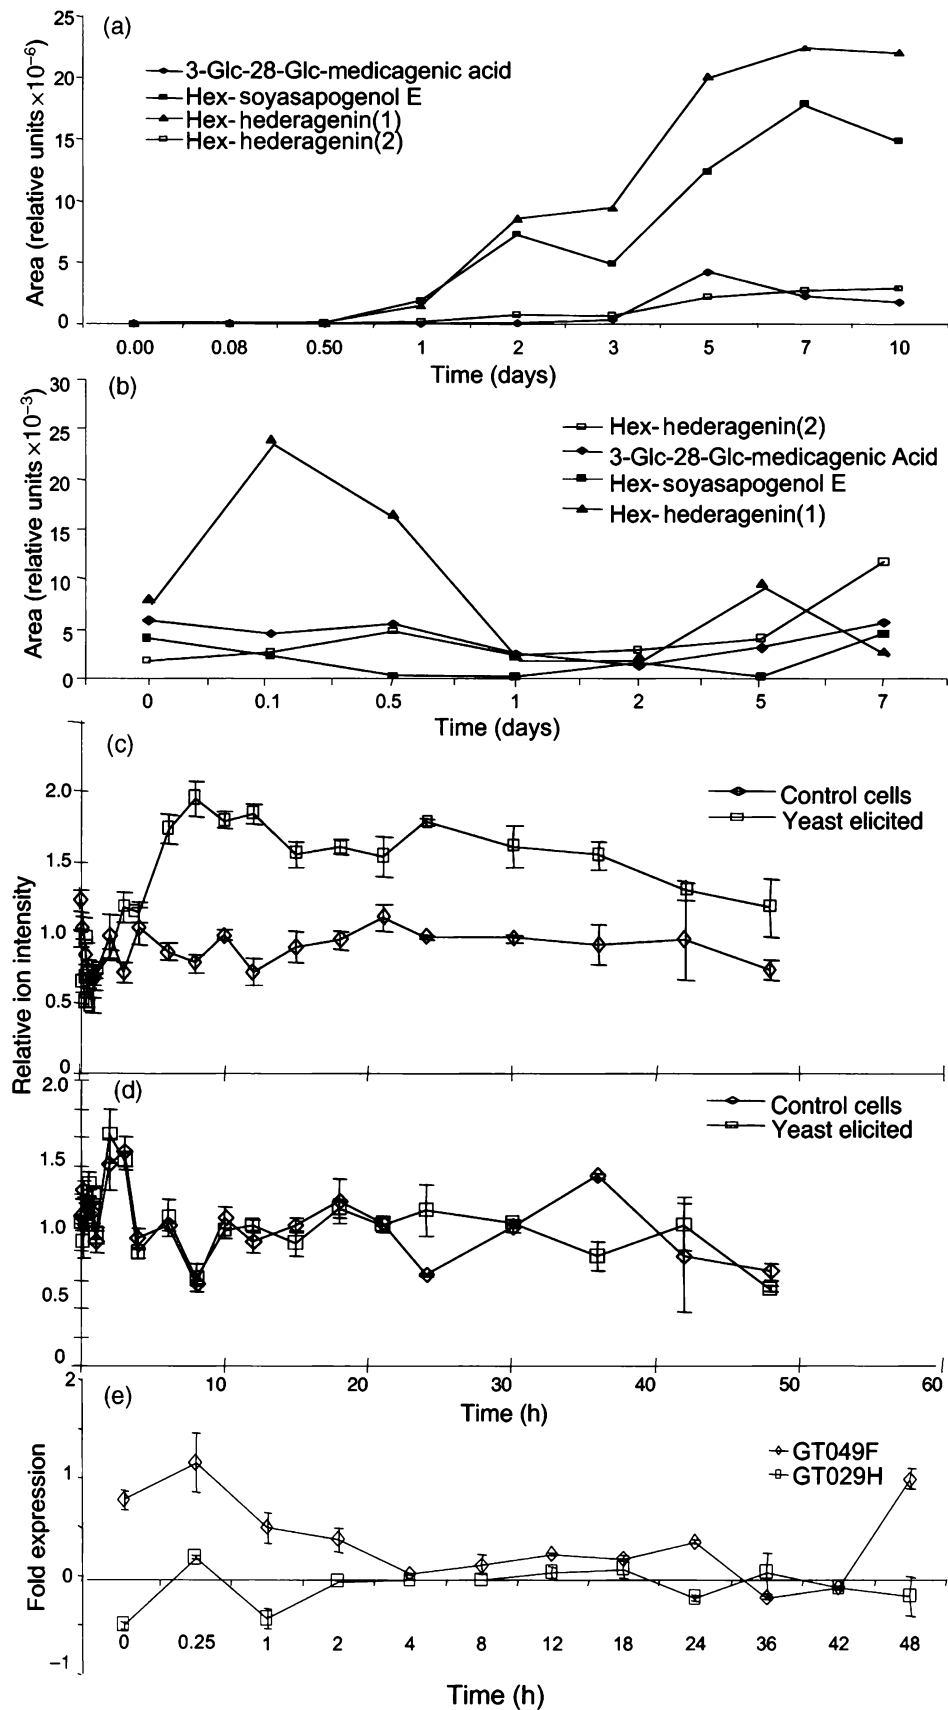 (a)
25
20
15
10
5
0
Area (relative units ×10⁻⁶)
3-Glc-28-Glc-medicagenic acid
Hex-soyasapogenol E
Hex-hederagenin(1)
Hex-hederagenin(2)
0.00 0.08 0.50 1 2 3 5 7 10
Time (days)
(b)
30
25
20
15
10
5
0
Area (relative units ×10⁻³)
Hex-hederagenin(2)
3-Glc-28-Glc-medicagenic Acid
Hex-soyasapogenol E
Hex-hederagenin(1)
0 0.1 0.5 1 2 5 7
Time (days)
(c)
2.0
1.5
1.0
0.5
0
Relative ion intensity
Control cells
Yeast elicited
(d)
2.0
1.5
1.0
0.5
0
Control cells
Yeast elicited
10 20 30 40 50 60
Time (h)
(e)
2
1
0
−1
Fold expression
GT049F
GT029H
0 0.25 1 2 4 8 12 18 24 36 42 48
Time (h)